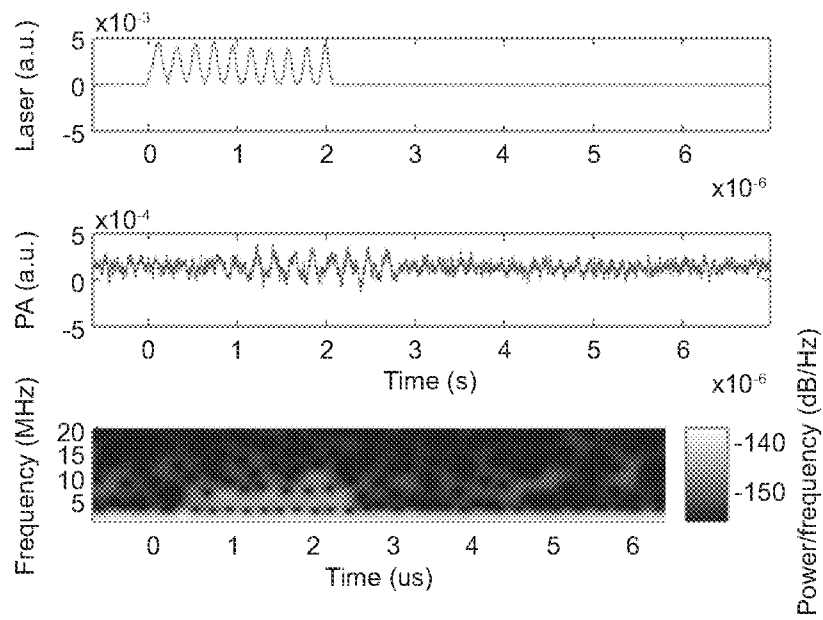 x10-3
Laser (a.u.)
5
0
-5
0 1 2 3 4 5 6
x10-6
x10-4
PA (a.u.)
5
0
-5
0 1 2 3 4 5 6
Time (s)
x10-6
Frequency (MHz)
20
15
10
5
0 1 2 3 4 5 6
Time (us)
-140
-150
Power/frequency (dB/Hz)